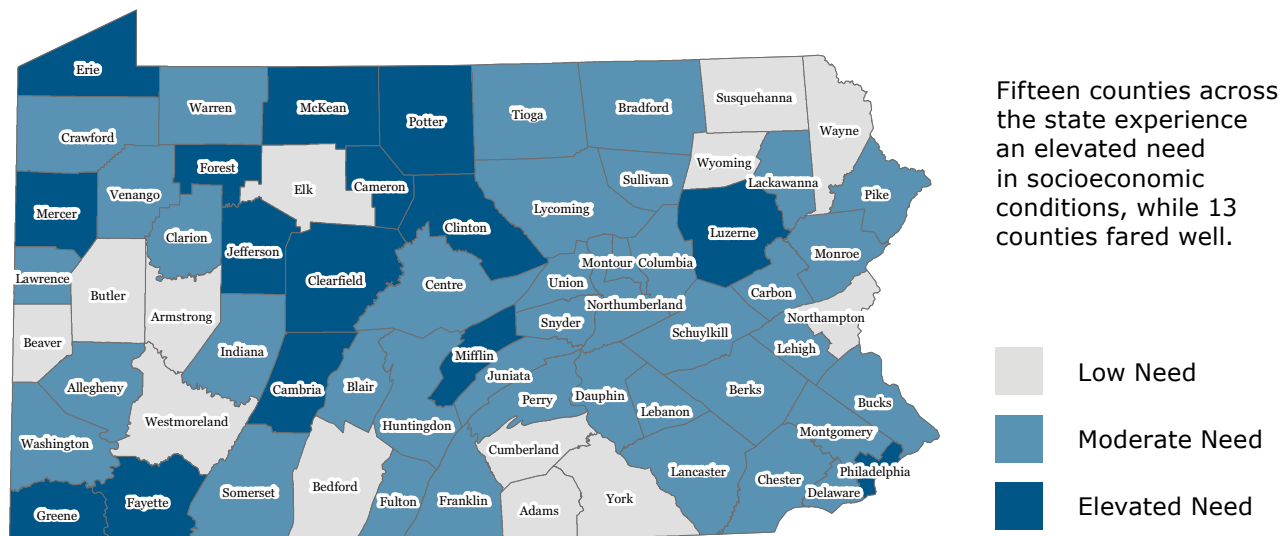 Erie
Warren
McKean
Potter
Tioga
Bradford
Susquehanna
Wayne
Crawford
Forest
Elk
Cameron
Sullivan
Wyoming
Lackawanna
Pike
Venango
Mercer
Clarion
Jefferson
Clinton
Lycoming
Luzerne
Monroe
Lawrence
Butler
Armstrong
Clearfield
Centre
Union
Montour
Columbia
Carbon
Northampton
Beaver
Indiana
Snyder
Northumberland
Schuylkill
Lehigh
Allegheny
Cambria
Blair
Mifflin
Juniata
Perry
Dauphin
Lebanon
Berks
Bucks
Westmoreland
Huntingdon
Washington
Cumberland
Montgomery
Philadelphia
Greene
Fayette
Somerset
Bedford
Fulton
Franklin
Adams
York
Lancaster
Chester
Delaware
Fifteen counties across
the state experience
an elevated need
in socioeconomic
conditions, while 13
counties fared well.
Low Need
Moderate Need
Elevated Need